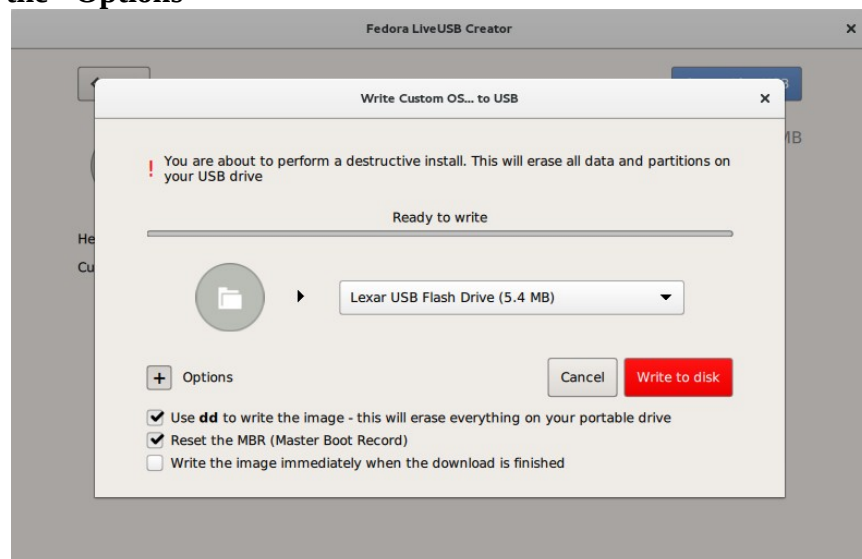 the "Options"
Fedora LiveUSB Creator
Write Custom OS... to USB
MB
! You are about to perform a destructive install. This will erase all data and partitions on
your USB drive
Ready to write
He
Cu
Lexar USB Flash Drive (5.4 MB)
+ Options
Cancel
Write to disk
Use dd to write the image - this will erase everything on your portable drive
Reset the MBR (Master Boot Record)
Write the image immediately when the download is finished